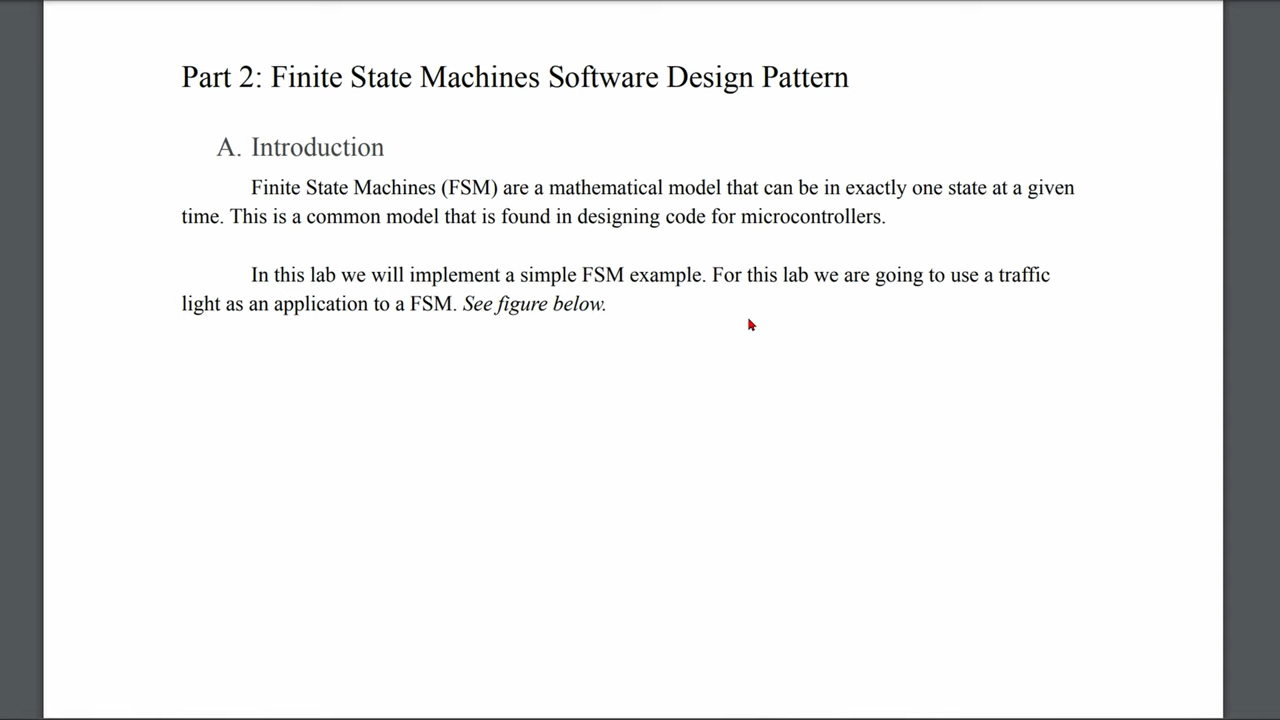 Part 2: Finite State Machines Software Design Pattern
A. Introduction
Finite State Machines (FSM) are a mathematical model that can be in exactly one state at a given
time. This is a common model that is found in designing code for microcontrollers.
In this lab we will implement a simple FSM example. For this lab we are going to use a traffic
light as an application to a FSM. See figure below.